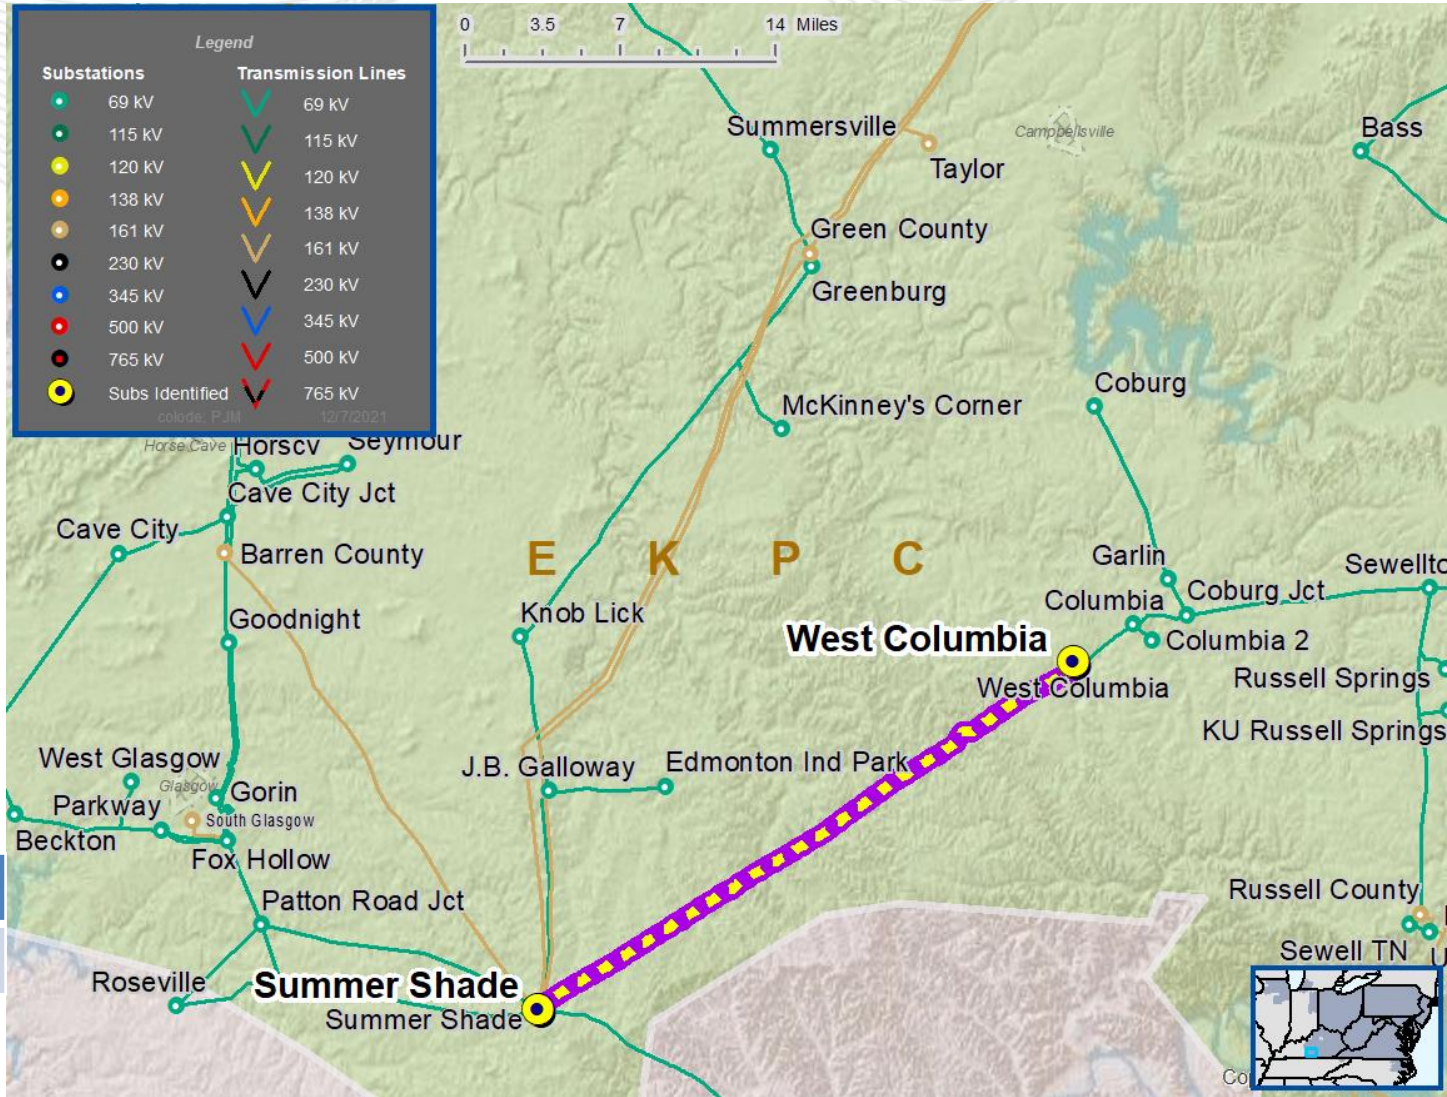 Legend
Substations
Transmission Lines
69 kV
69 kV
115 kV
115 kV
120 kV
120 kV
138 kV
138 kV
161 kV
161 kV
230 kV
230 kV
345 kV
345 kV
500 kV
500 kV
765 kV
765 kV
Subs Identified
colode: PJM
12/7/2021
0 3.5 7 14 Miles
Summersville
Campbellsville
Bass
Taylor
Green County
Greenburg
Coburg
McKinney's Corner
Horse Cave
Horscv
Seymour
Cave City Jct
Cave City
Barren County
E K P C
Garlin
Sewellto
Coburg Jct
Columbia
Goodnight
Knob Lick
West Columbia
Columbia 2
West Columbia
Russell Springs
KU Russell Springs
West Glasgow
J.B. Galloway
Edmonton Ind Park
Glasgow
Gorin
Parkway
South Glasgow
Beckton
Fox Hollow
Patton Road Jct
Russell County
Sewell TN
Roseville
Summer Shade
Summer Shade